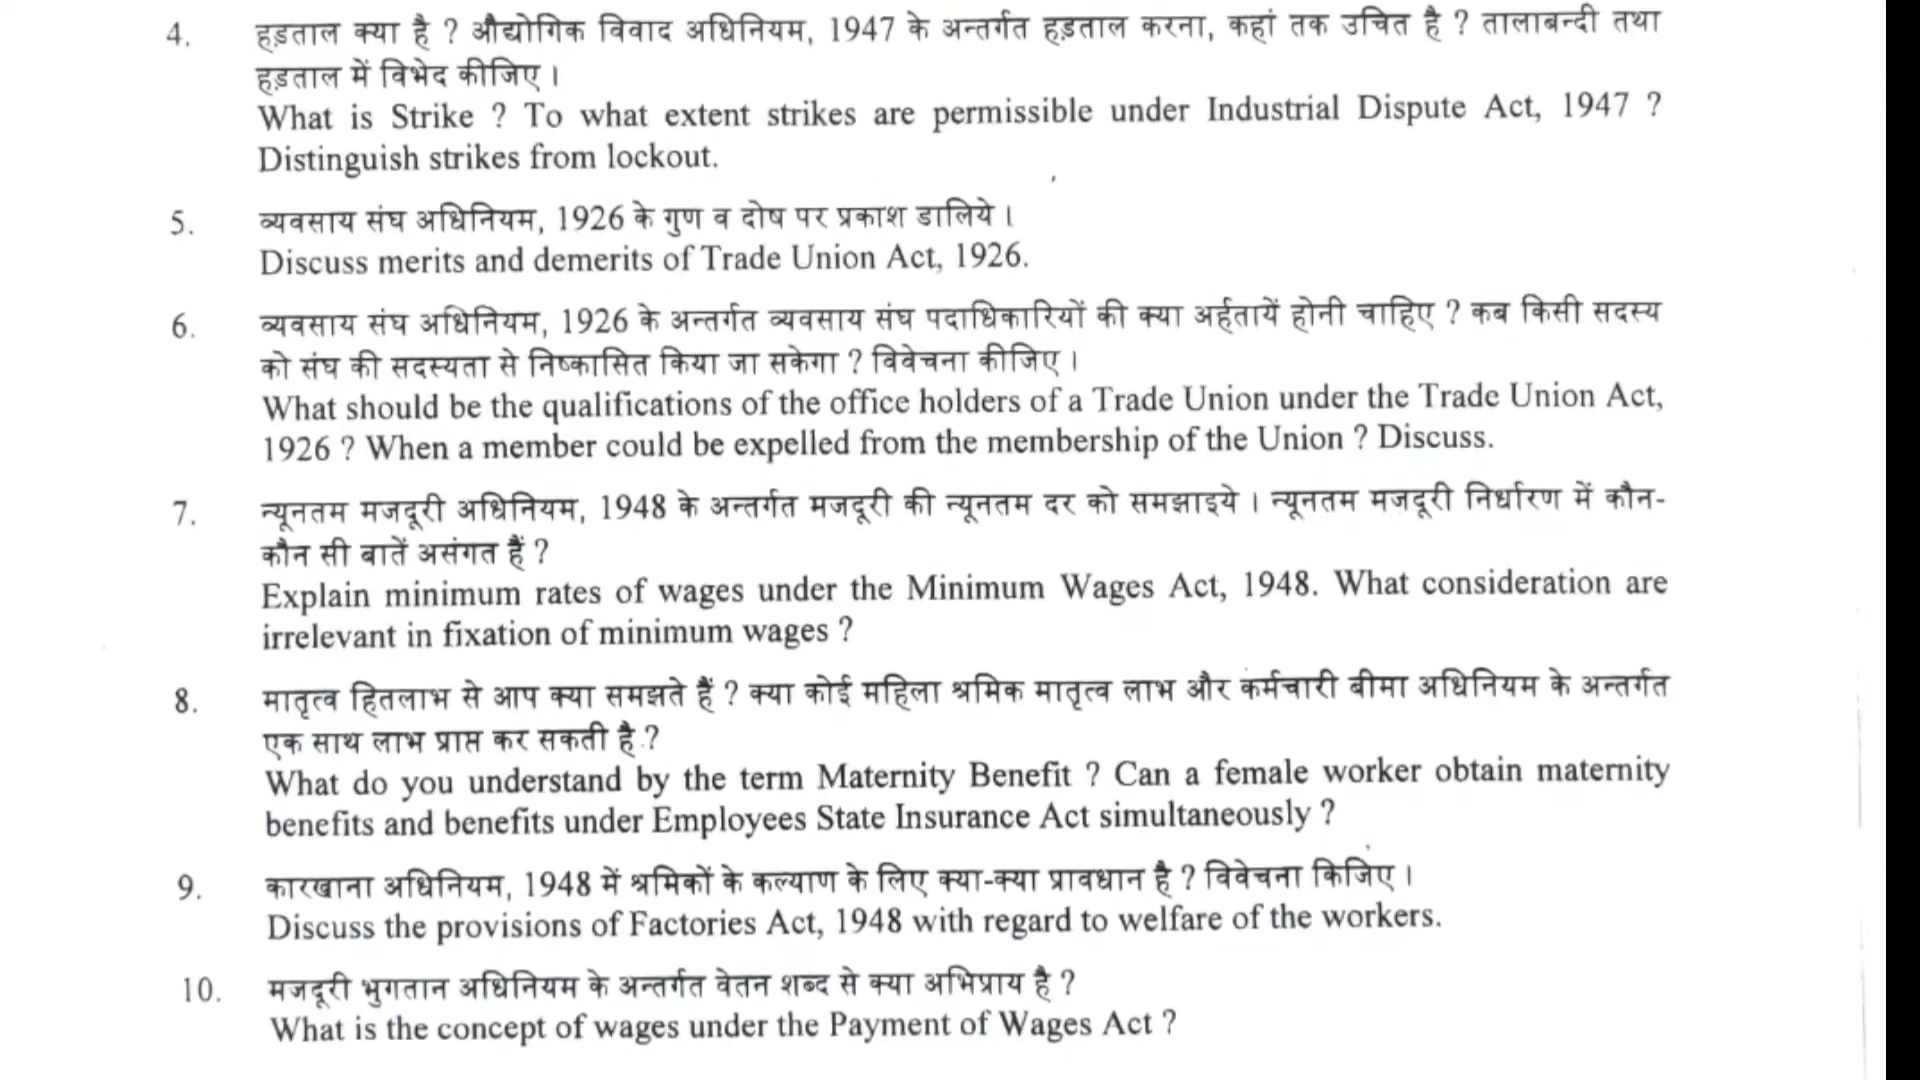 4. हड़ताल क्या है ? औद्योगिक विवाद अधिनियम, 1947 के अन्तर्गत हड़ताल करना, कहां तक उचित है ? तालाबन्दी तथा
हड़ताल में विभेद कीजिए ।
What is Strike ? To what extent strikes are permissible under Industrial Dispute Act, 1947 ?
Distinguish strikes from lockout.
5. व्यवसाय संघ अधिनियम, 1926 के गुण व दोष पर प्रकाश डालिये ।
Discuss merits and demerits of Trade Union Act, 1926.
6. व्यवसाय संघ अधिनियम, 1926 के अन्तर्गत व्यवसाय संघ पदाधिकारियों की क्या अर्हतायें होनी चाहिए ? कब किसी सदस्य
को संघ की सदस्यता से निष्कासित किया जा सकेगा ? विवेचना कीजिए ।
What should be the qualifications of the office holders of a Trade Union under the Trade Union Act,
1926 ? When a member could be expelled from the membership of the Union ? Discuss.
7. न्यूनतम मजदूरी अधिनियम, 1948 के अन्तर्गत मजदूरी की न्यूनतम दर को समझाइये । न्यूनतम मजदूरी निर्धारण में कौन-
कौन सी बातें असंगत हैं ?
Explain minimum rates of wages under the Minimum Wages Act, 1948. What consideration are
irrelevant in fixation of minimum wages ?
8. मातृत्व हितलाभ से आप क्या समझते हैं ? क्या कोई महिला श्रमिक मातृत्व लाभ और कर्मचारी बीमा अधिनियम के अन्तर्गत
एक साथ लाभ प्राप्त कर सकती है ?
What do you understand by the term Maternity Benefit ? Can a female worker obtain maternity
benefits and benefits under Employees State Insurance Act simultaneously ?
9. कारखाना अधिनियम, 1948 में श्रमिकों के कल्याण के लिए क्या-क्या प्रावधान है ? विवेचना किजिए ।
Discuss the provisions of Factories Act, 1948 with regard to welfare of the workers.
10. मजदूरी भुगतान अधिनियम के अन्तर्गत वेतन शब्द से क्या अभिप्राय है ?
What is the concept of wages under the Payment of Wages Act ?